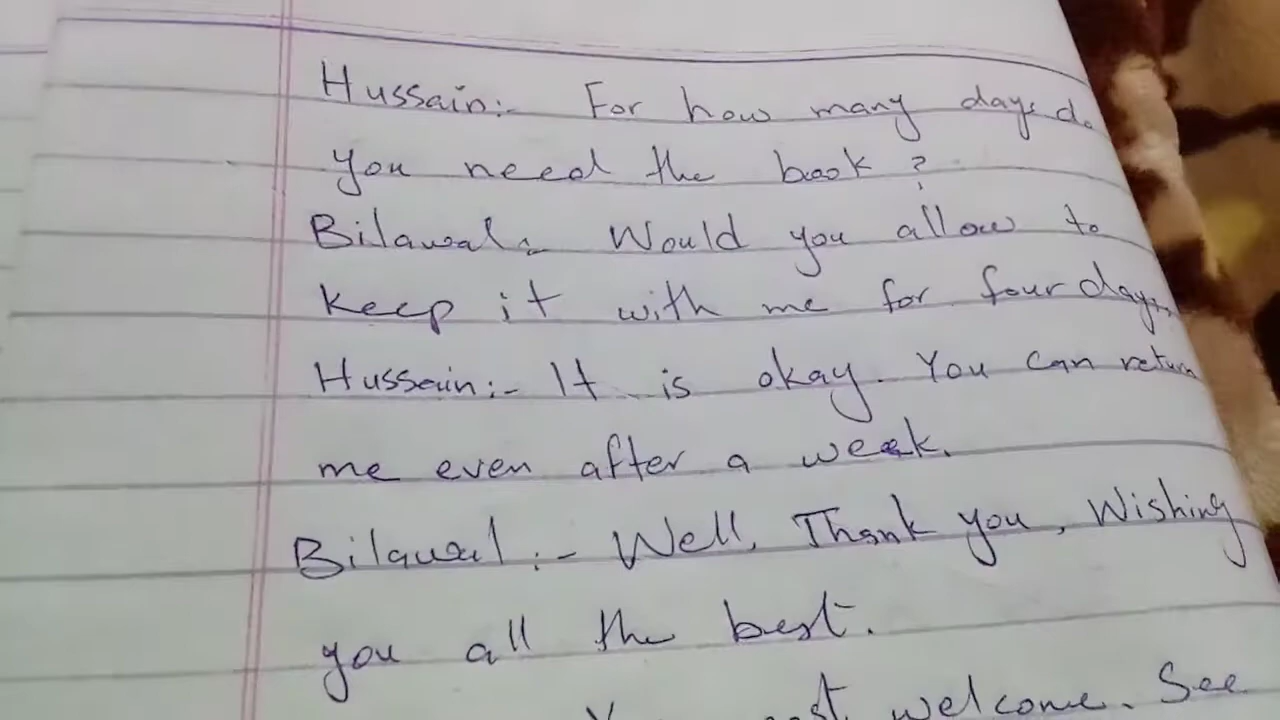 Hussain:- For how many days do
you need the book ?
Bilawal:- Would you allow to
keep it with me for four days.
Hussain:- It is okay. You can return
me even after a week.
Bilawal:- Well, Thank you, Wishing
you all the best.
welcome. See